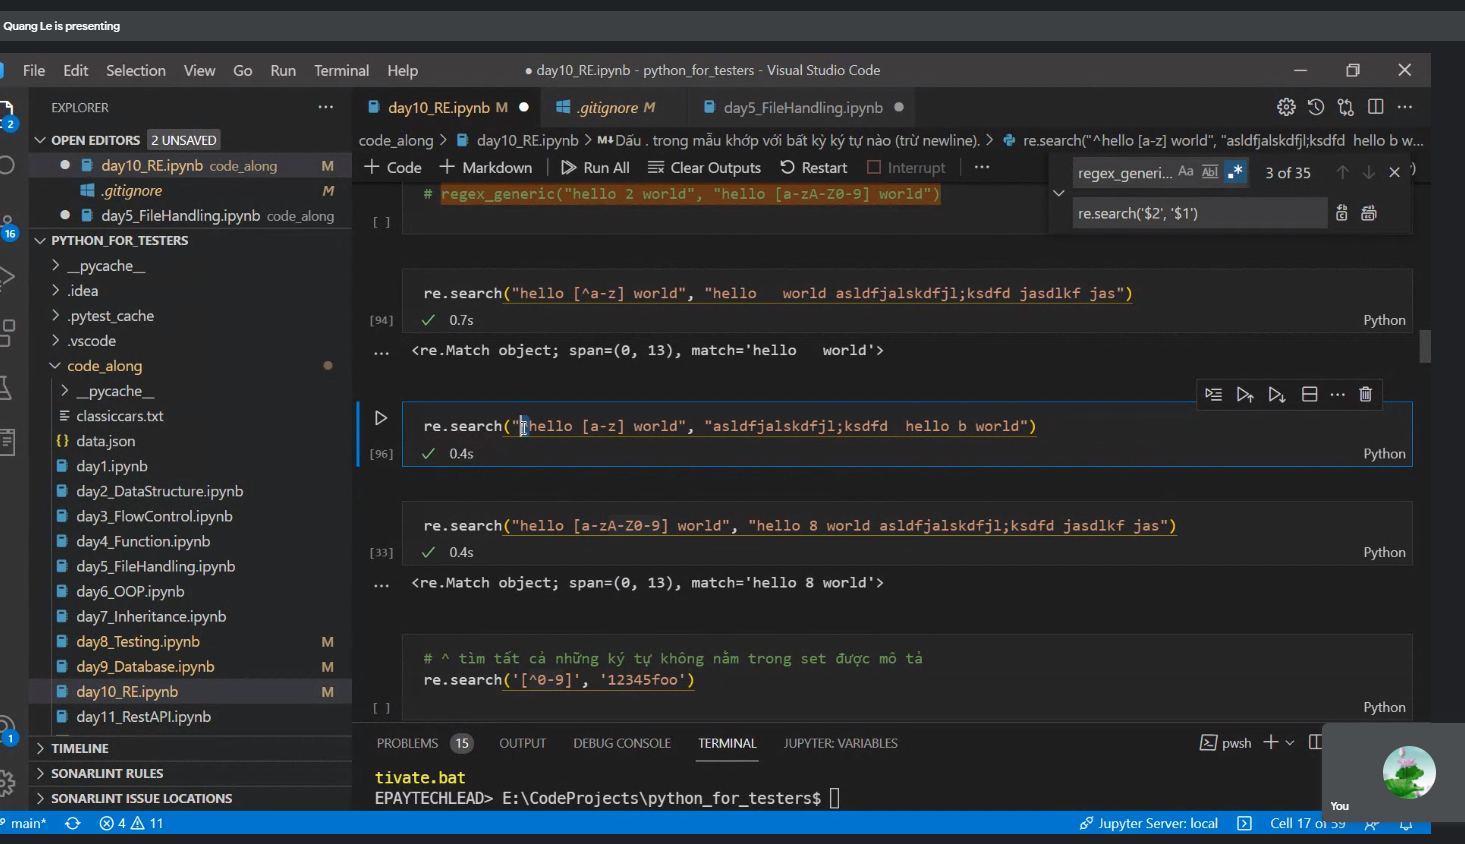 Quang Le is presenting
File Edit Selection View Go Run Terminal Help
● day10_RE.ipynb - python_for_testers - Visual Studio Code
EXPLORER
day10_RE.ipynb M
.gitignore M
day5_FileHandling.ipynb
OPEN EDITORS 2 UNSAVED
day10_RE.ipynb code_along M
.gitignore M
day5_FileHandling.ipynb code_along
PYTHON_FOR_TESTERS
__pycache__
.idea
.pytest_cache
.vscode
code_along
__pycache__
classiccars.txt
data.json
day1.ipynb
day2_DataStructure.ipynb
day3_FlowControl.ipynb
day4_Function.ipynb
day5_FileHandling.ipynb
day6_OOP.ipynb
day7_Inheritance.ipynb
day8_Testing.ipynb M
day9_Database.ipynb M
day10_RE.ipynb M
day11_RestAPI.ipynb
TIMELINE
SONARLINT RULES
SONARLINT ISSUE LOCATIONS
2
16
1
code_along > day10_RE.ipynb > M↓Dấu . trong mẫu khớp với bất kỳ ký tự nào (trừ newline). > re.search("^hello [a-z] world", "asldfjalskdfjl;ksdfd hello b w...
+ Code + Markdown Run All Clear Outputs Restart Interrupt ...
regex_generi... Aa Abl .* 3 of 35
re.search('$2', '$1')
# regex_generic("hello 2 world", "hello [a-zA-Z0-9] world")
[ ]
re.search("hello [^a-z] world", "hello   world asldfjalskdfjl;ksdfd jasdlkf jas")
[94] 0.7s Python
... <re.Match object; span=(0, 13), match='hello   world'>
re.search("^hello [a-z] world", "asldfjalskdfjl;ksdfd  hello b world")
[96] 0.4s Python
re.search("hello [a-zA-Z0-9] world", "hello 8 world asldfjalskdfjl;ksdfd jasdlkf jas")
[33] 0.4s Python
... <re.Match object; span=(0, 13), match='hello 8 world'>
# ^ tìm tất cả những ký tự không nằm trong set được mô tả
re.search('[^0-9]', '12345foo')
[ ] Python
PROBLEMS 15 OUTPUT DEBUG CONSOLE TERMINAL JUPYTER: VARIABLES
pwsh
tivate.bat
EPAYTECHLEAD> E:\CodeProjects\python_for_testers$
You
main* 4 11 Jupyter Server: local Cell 17 of 59